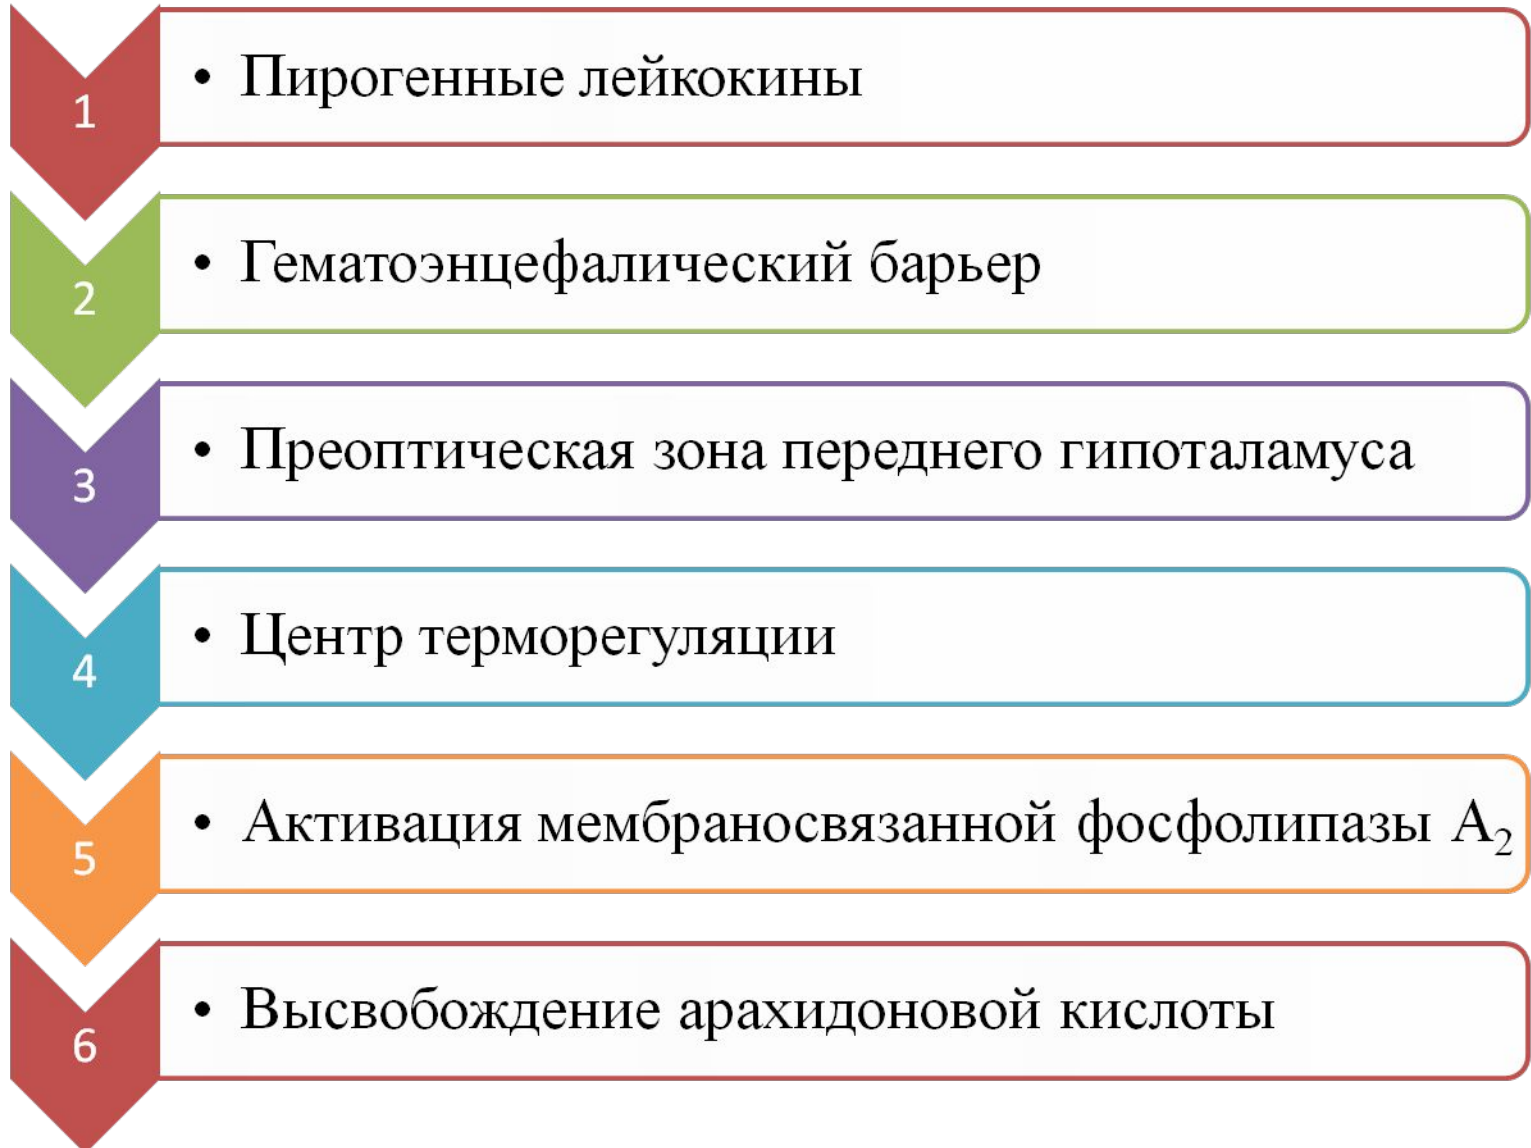 1
• Пирогенные лейкокины
2
• Гематоэнцефалический барьер
3
• Преоптическая зона переднего гипоталамуса
4
• Центр терморегуляции
5
• Активация мембраносвязанной фосфолипазы А₂
6
• Высвобождение арахидоновой кислоты